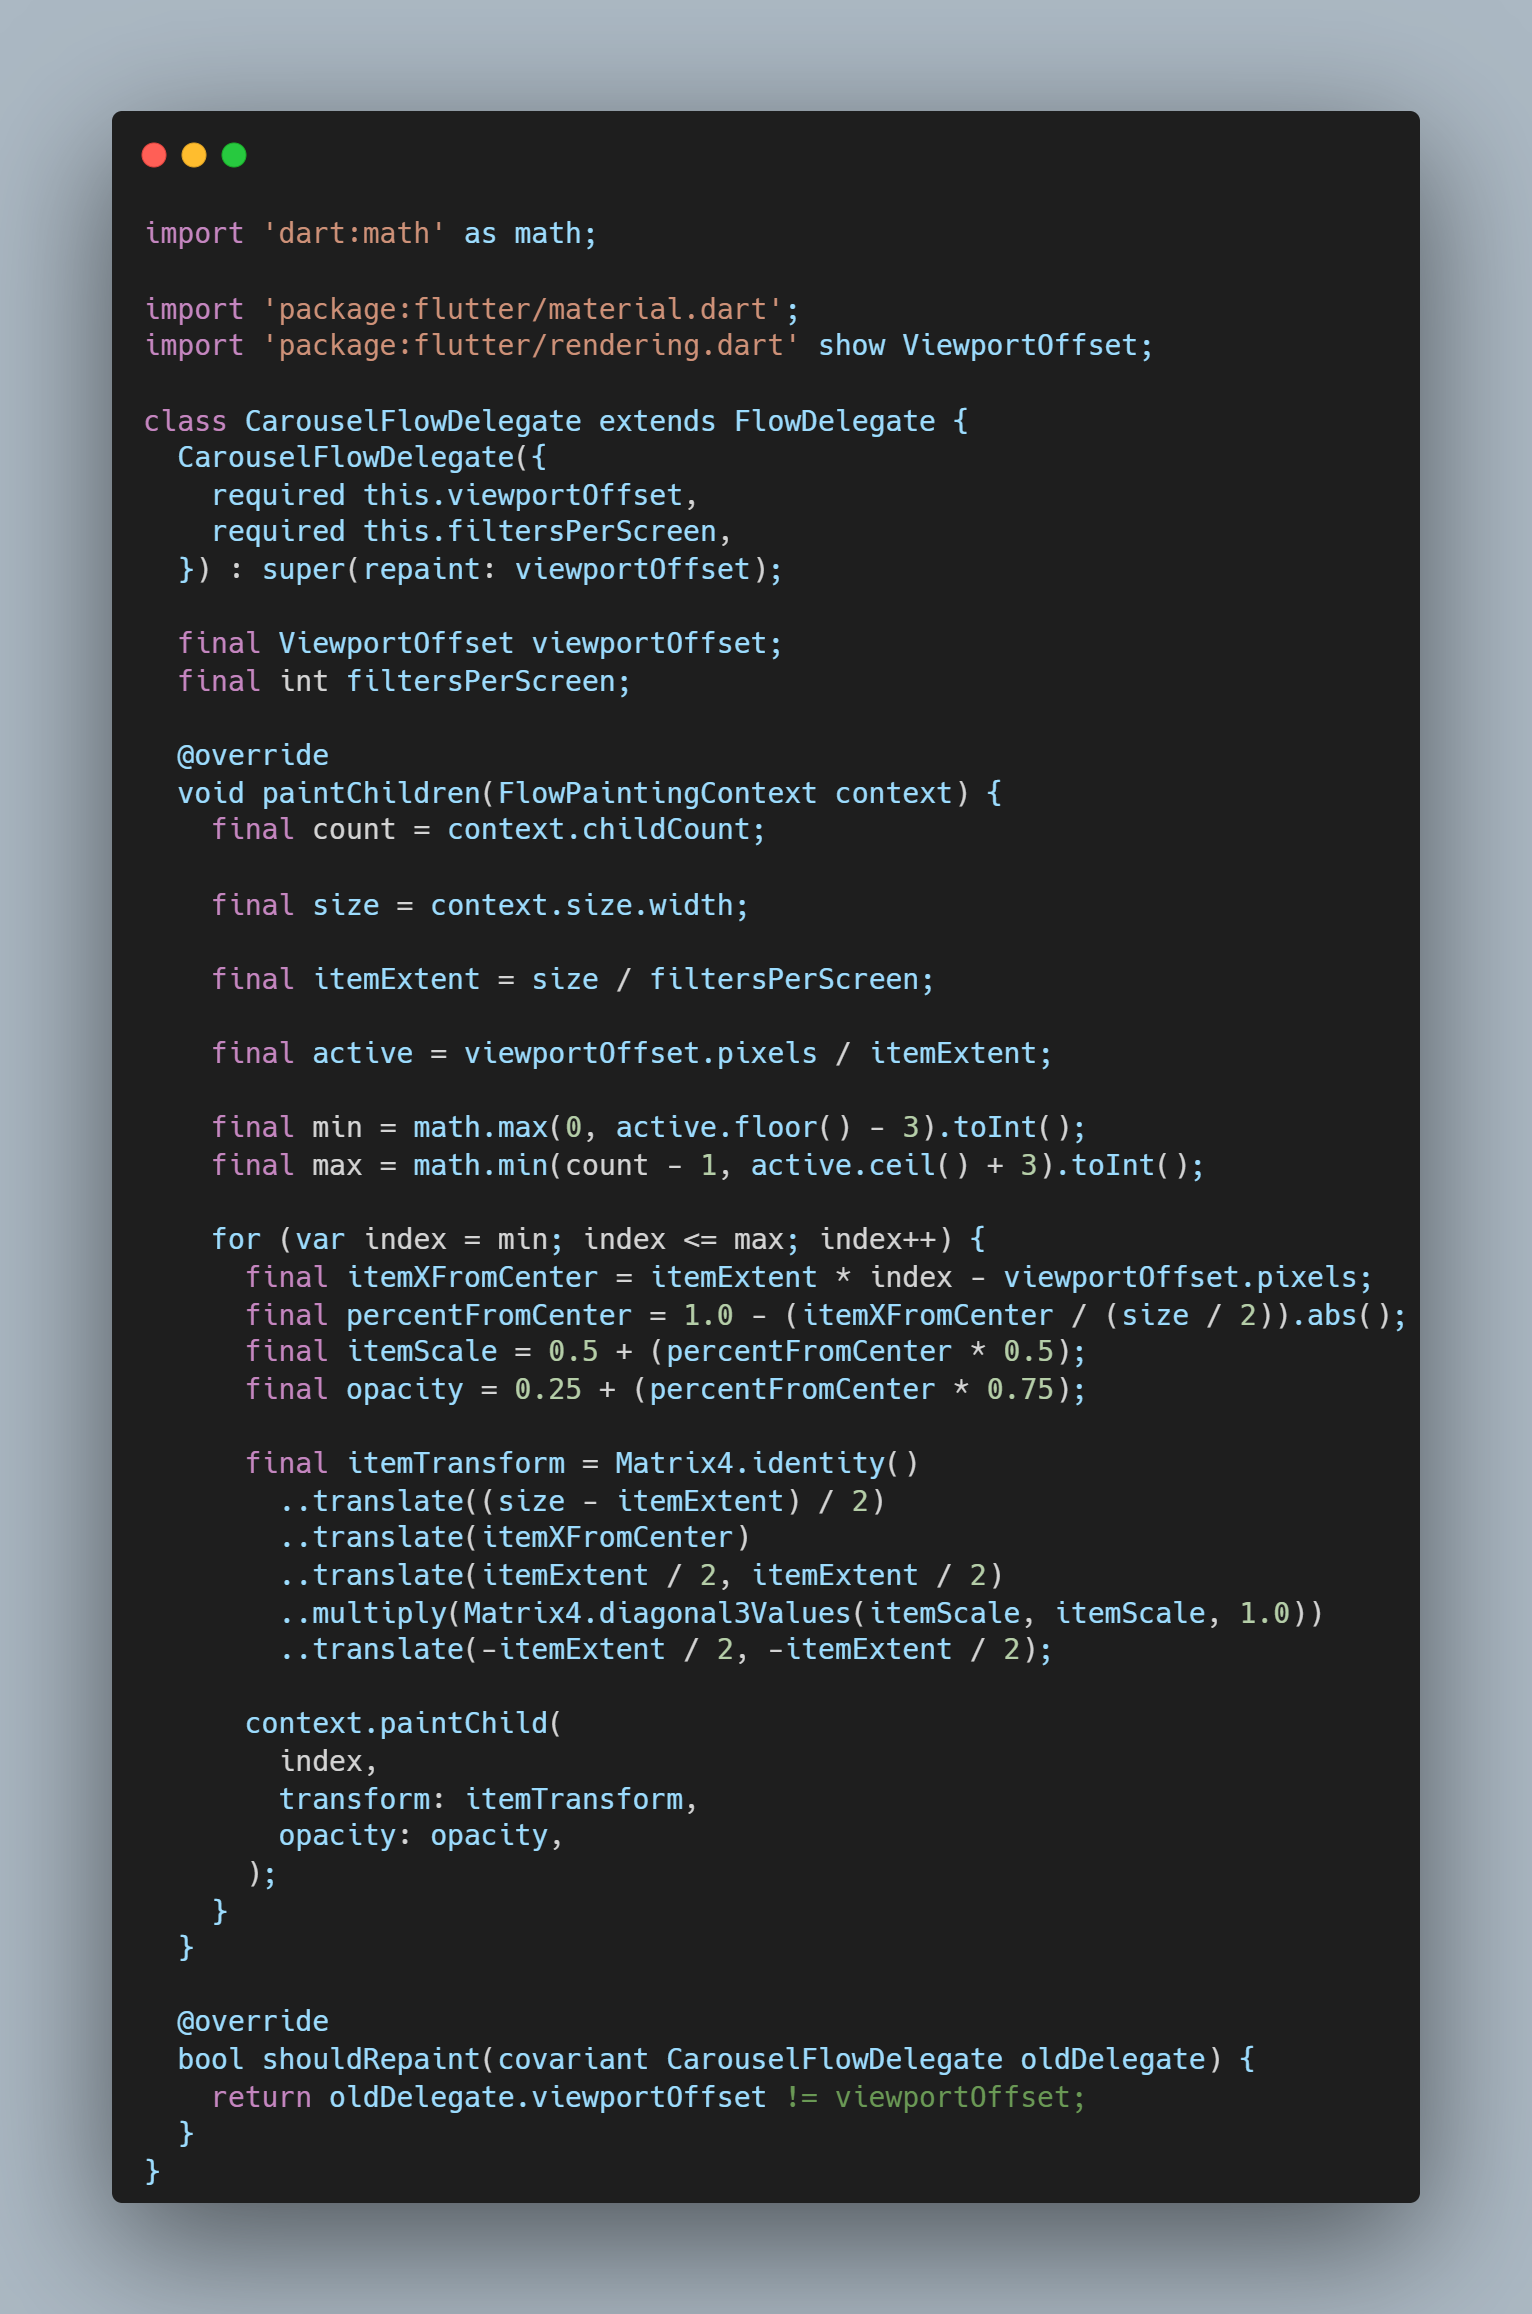 import 'dart:math' as math;

import 'package:flutter/material.dart';
import 'package:flutter/rendering.dart' show ViewportOffset;

class CarouselFlowDelegate extends FlowDelegate {
  CarouselFlowDelegate({
    required this.viewportOffset,
    required this.filtersPerScreen,
  }) : super(repaint: viewportOffset);

  final ViewportOffset viewportOffset;
  final int filtersPerScreen;

  @override
  void paintChildren(FlowPaintingContext context) {
    final count = context.childCount;

    final size = context.size.width;

    final itemExtent = size / filtersPerScreen;

    final active = viewportOffset.pixels / itemExtent;

    final min = math.max(0, active.floor() - 3).toInt();
    final max = math.min(count - 1, active.ceil() + 3).toInt();

    for (var index = min; index <= max; index++) {
      final itemXFromCenter = itemExtent * index - viewportOffset.pixels;
      final percentFromCenter = 1.0 - (itemXFromCenter / (size / 2)).abs();
      final itemScale = 0.5 + (percentFromCenter * 0.5);
      final opacity = 0.25 + (percentFromCenter * 0.75);

      final itemTransform = Matrix4.identity()
        ..translate((size - itemExtent) / 2)
        ..translate(itemXFromCenter)
        ..translate(itemExtent / 2, itemExtent / 2)
        ..multiply(Matrix4.diagonal3Values(itemScale, itemScale, 1.0))
        ..translate(-itemExtent / 2, -itemExtent / 2);

      context.paintChild(
        index,
        transform: itemTransform,
        opacity: opacity,
      );
    }
  }

  @override
  bool shouldRepaint(covariant CarouselFlowDelegate oldDelegate) {
    return oldDelegate.viewportOffset != viewportOffset;
  }
}